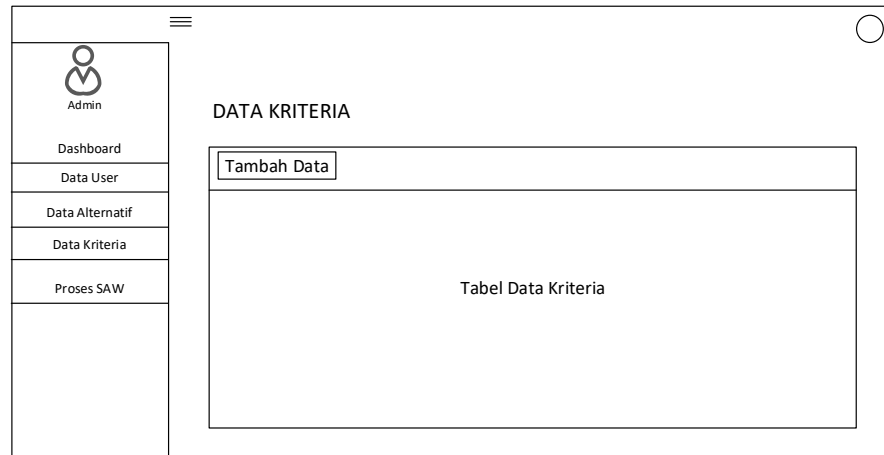 Admin
Dashboard
Data User
Data Alternatif
Data Kriteria
Proses SAW
DATA KRITERIA
Tambah Data
Tabel Data Kriteria